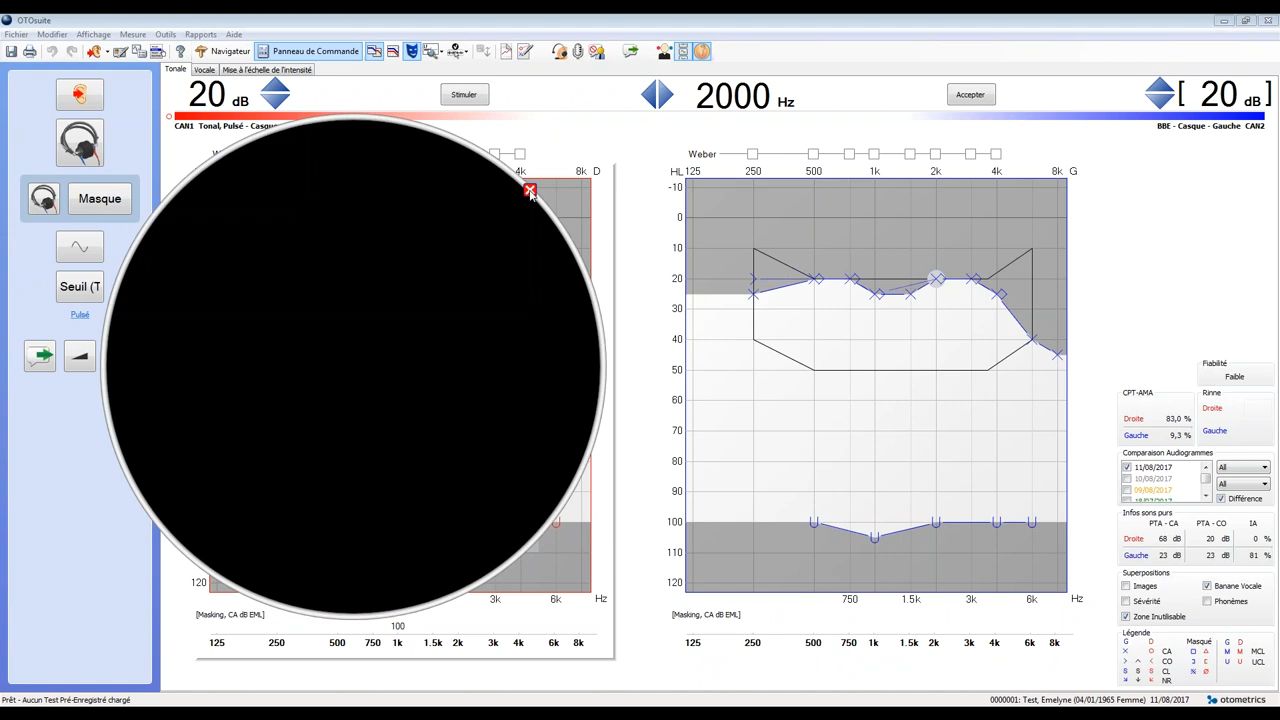 OTOsuite
Fichier Modifier Affichage Mesure Outils Rapports Aide
Navigateur Panneau de Commande
Tonale Vocale Mise à l'échelle de l'intensité
20 dB Stimuler 2000 Hz Accepter [ 20 dB ]
CAN1 Tonal, Pulsé - Casque BBE - Casque - Gauche CAN2
Weber
4k 8k D HL 125 250 500 1k 2k 4k 8k G
-10
0
10
20
30
40
50
60
70
80
90
100
110
120 120
3k 6k Hz 750 1.5k 3k 6k Hz
[Masking, CA dB EML] [Masking, CA dB EML]
100
125 250 500 750 1k 1.5k 2k 3k 4k 6k 8k 125 250 500 750 1k 1.5k 2k 3k 4k 6k 8k
Masque
Seuil (T
Pulsé
Fiabilité
Faible
CPT-AMA Rinne
Droite 83,0 % Droite
Gauche 9,3 % Gauche
Comparaison Audiogrammes
11/08/2017 All
10/08/2017 All
09/08/2017 Différence
Infos sons purs
PTA - CA PTA - CO IA
Droite 68 dB 20 dB 0 %
Gauche 23 dB 23 dB 81 %
Superpositions
Images Banane Vocale
Sévérité Phonèmes
Zone Inutilisable
Légende
G D Masqué G D
CA M M MCL
CO U U UCL
S S S S CL
NR
Prêt - Aucun Test Pré-Enregistré chargé 0000001: Test, Emelyne (04/01/1965 Femme) 11/08/2017 otometrics